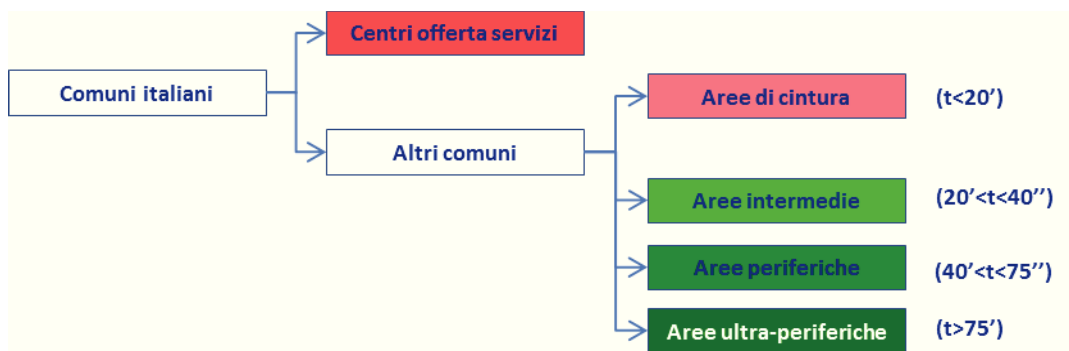 Centri offerta servizi
Comuni italiani
Altri comuni
Aree di cintura (t<20’)
Aree intermedie (20’<t<40’’)
Aree periferiche (40’<t<75’’)
Aree ultra-periferiche (t>75’)